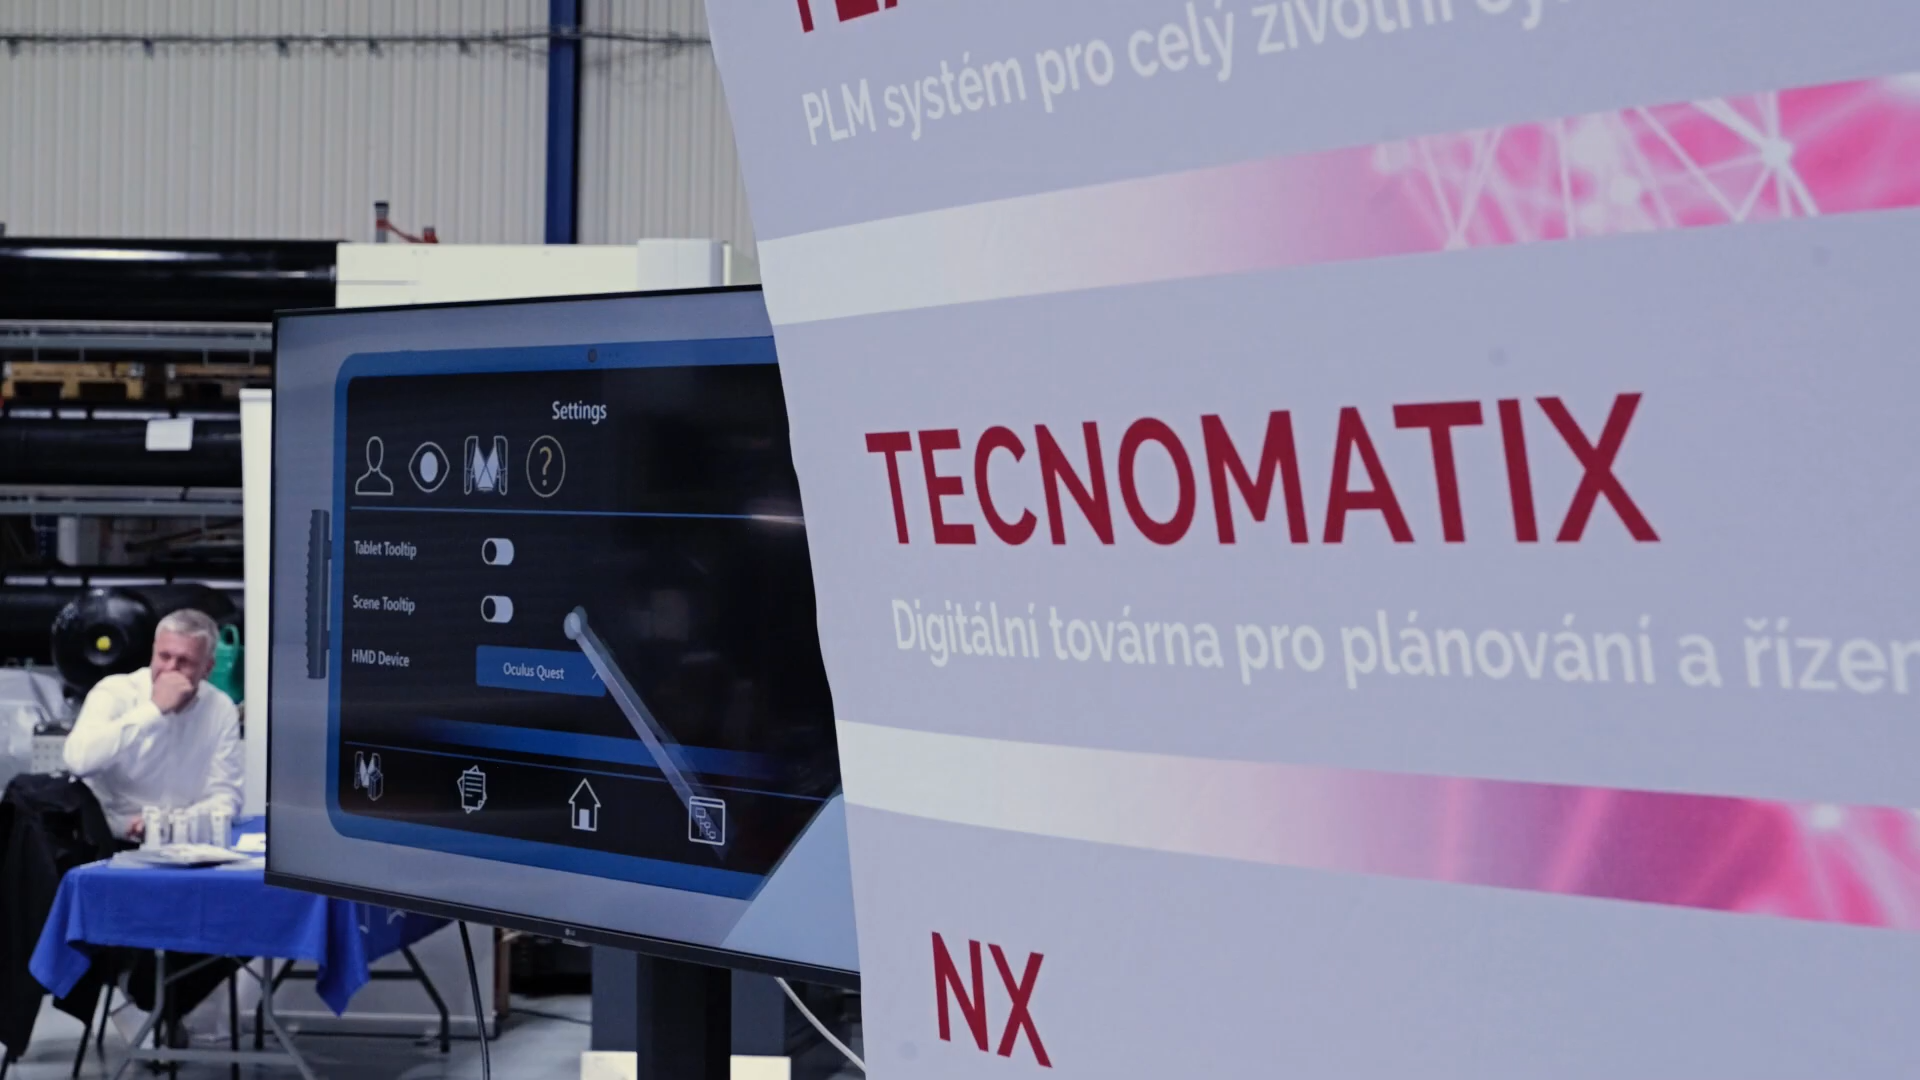 PLM systém pro celý životní
TECNOMATIX
Digitální továrna pro plánování a
NX
Settings
Tablet Tooltip
Scene Tooltip
HMD Device
Oculus Quest
LG